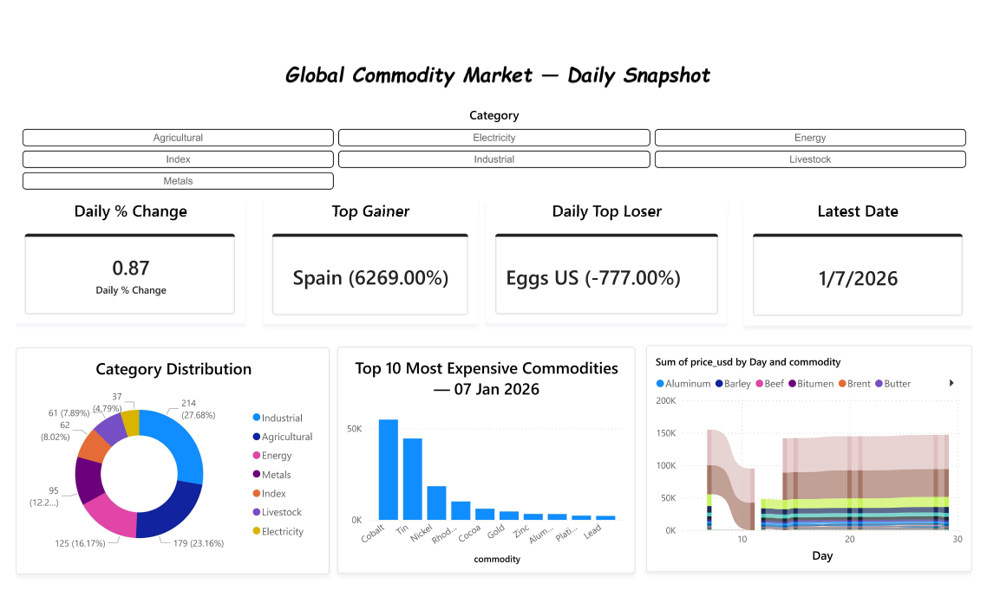 Global Commodity Market — Daily Snapshot
Category
Agricultural
Electricity
Energy
Index
Industrial
Livestock
Metals
Daily % Change
Top Gainer
Daily Top Loser
Latest Date
0.87
Daily % Change
Spain (6269.00%)
Eggs US (-777.00%)
1/7/2026
Category Distribution
37
(4.79%)
61 (7.89%)
62
(8.02%)
95
(12.2...)
125 (16.17%)
179 (23.16%)
214
(27.68%)
Industrial
Agricultural
Energy
Metals
Index
Livestock
Electricity
Top 10 Most Expensive Commodities
— 07 Jan 2026
50K
0K
Cobalt
Tin
Nickel
Rhod...
Cocoa
Gold
Zinc
Alum...
Plati...
Lead
commodity
Sum of price_usd by Day and commodity
Aluminum Barley Beef Bitumen Brent Butter
200K
150K
100K
50K
0K
10 20 30
Day